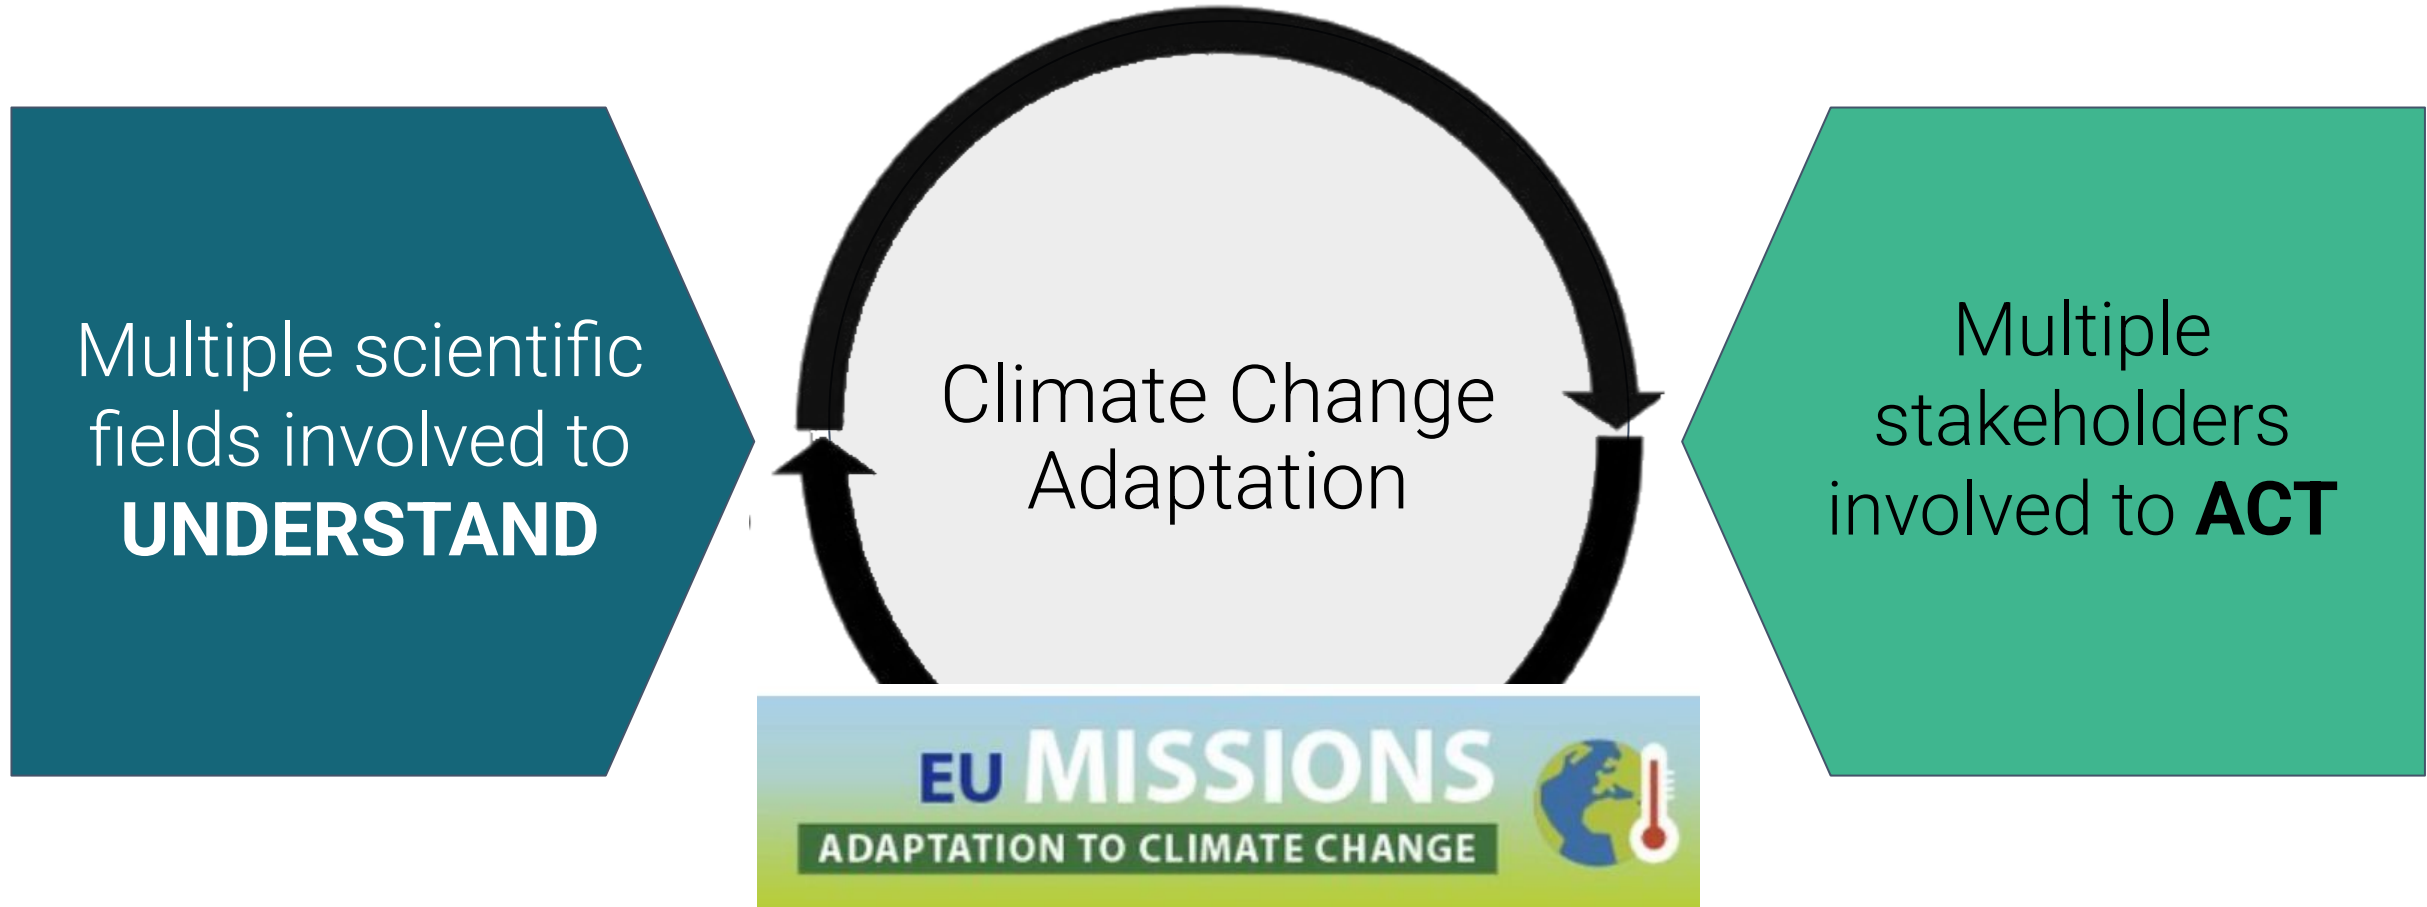 Multiple scientific
fields involved to
UNDERSTAND
Climate Change
Adaptation
Multiple
stakeholders
involved to ACT
EU MISSIONS
ADAPTATION TO CLIMATE CHANGE